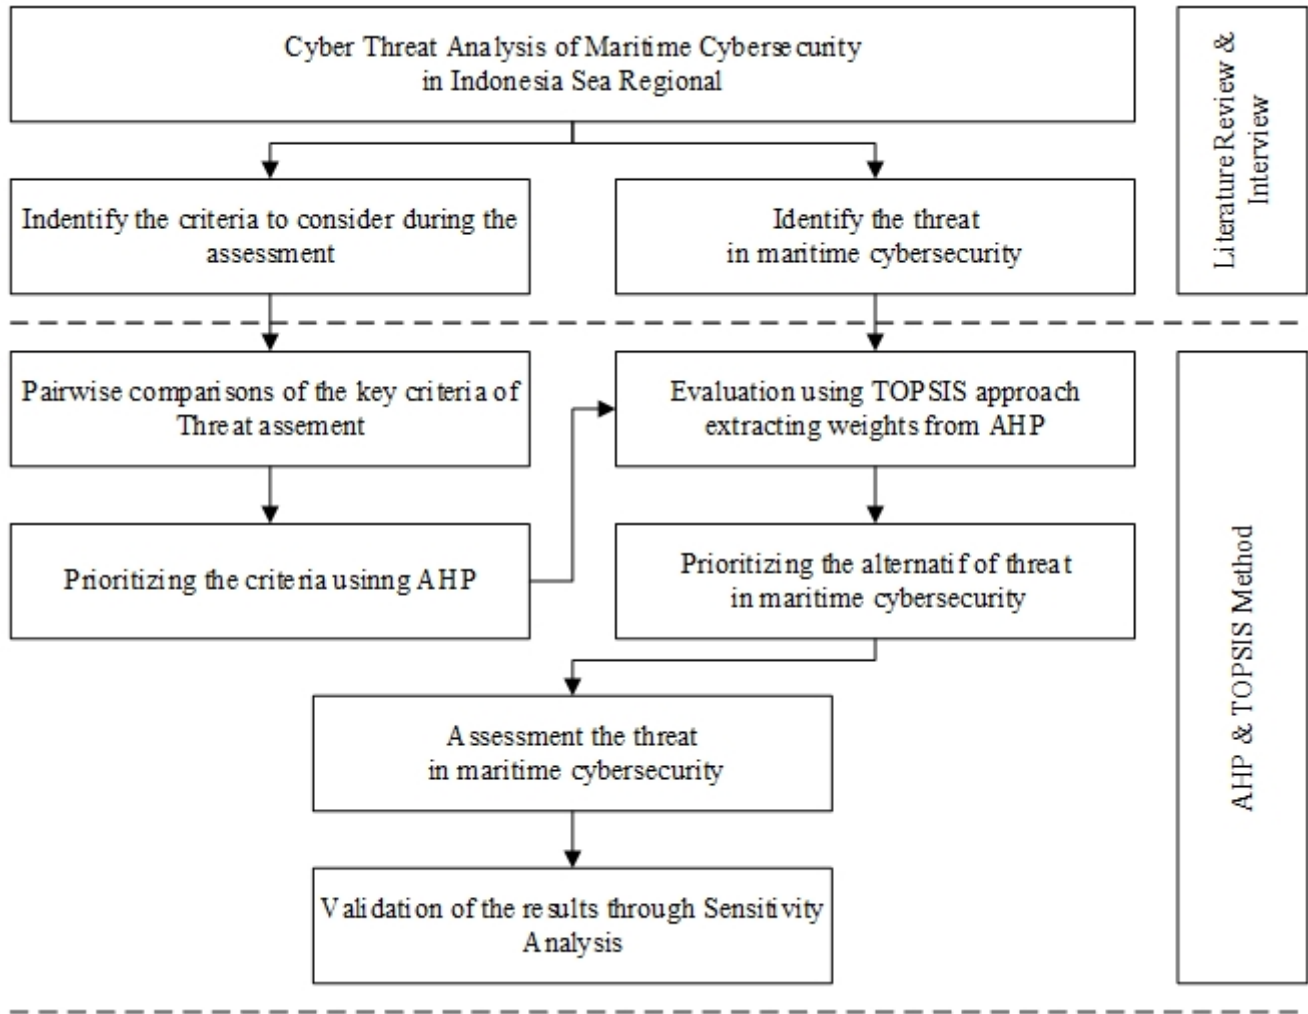 Cyber Threat Analysis of Maritime Cybersecurity
in Indonesia Sea Regional
Literature Review &
Interview
Indentify the criteria to consider during the
assessment
Identify the threat
in maritime cybersecurity
Pairwise comparisons of the key criteria of
Threat assement
Evaluation using TOPSIS approach
extracting weights from AHP
Prioritizing the criteria usinng AHP
Prioritizing the alternatif of threat
in maritime cybersecurity
AHP & TOPSIS Method
Assessment the threat
in maritime cybersecurity
Validation of the results through Sensitivity
Analysis